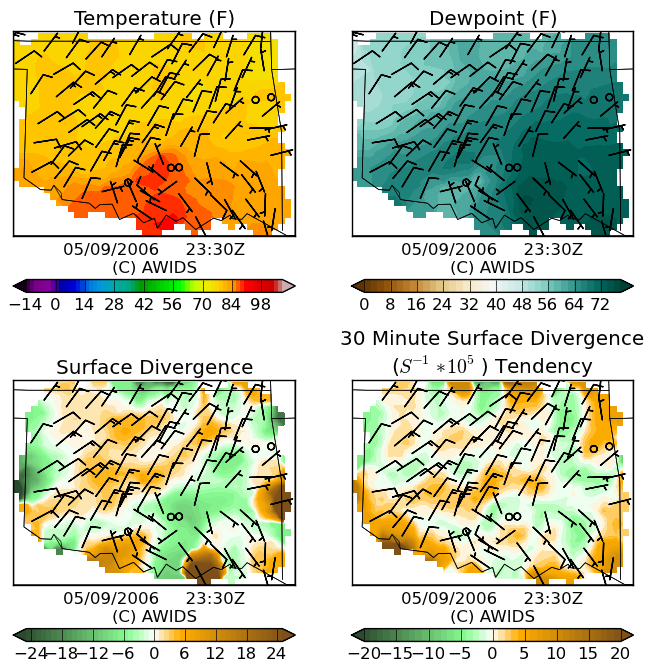 Temperature (F)
Dewpoint (F)
05/09/2006 23:30Z
(C) AWIDS
05/09/2006 23:30Z
(C) AWIDS
−14 0 14 28 42 56 70 84 98
0 8 16 24 32 40 48 56 64 72
Surface Divergence
30 Minute Surface Divergence
(S⁻¹ ∗10⁵ ) Tendency
05/09/2006 23:30Z
(C) AWIDS
05/09/2006 23:30Z
(C) AWIDS
−24 −18 −12 −6 0 6 12 18 24
−20 −15 −10 −5 0 5 10 15 20